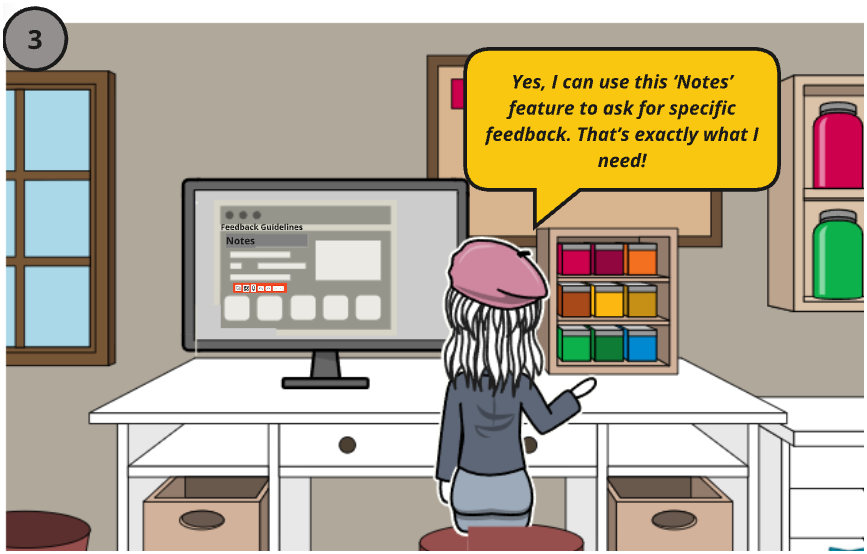 3
Yes, I can use this ‘Notes’
feature to ask for specific
feedback. That’s exactly what I
need!
Feedback Guidelines
Notes